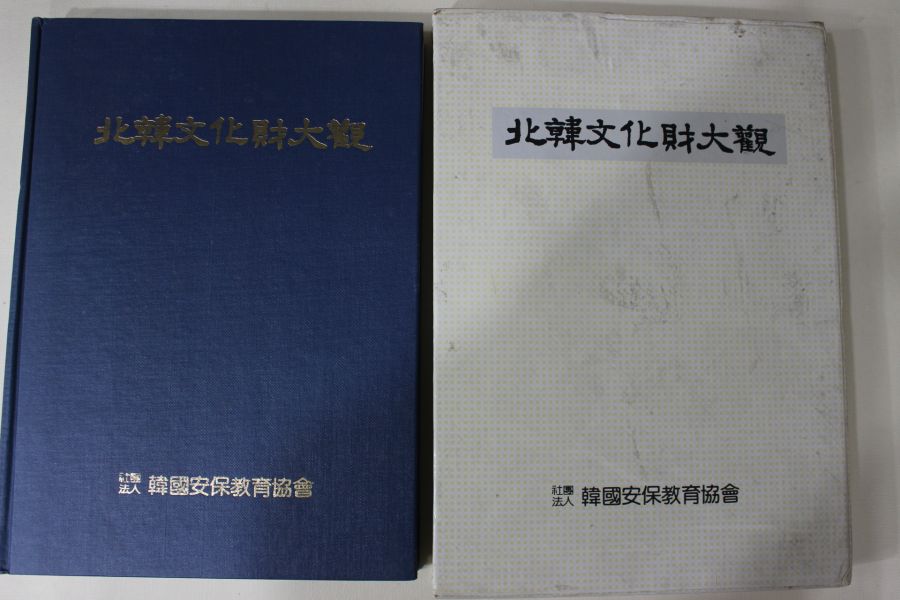 北韓文化財大觀
社團法人 韓國安保教育協會
北韓文化財大觀
社團法人 韓國安保教育協會